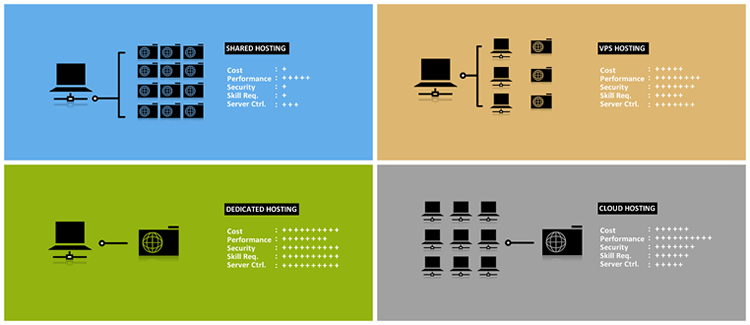 SHARED HOSTING
Cost : +
Performance : + + + + +
Security : +
Skill Req. : +
Server Ctrl. : + + +
VPS HOSTING
Cost : + + + + +
Performance : + + + + + + + +
Security : + + + + + + +
Skill Req. : + + + + +
Server Ctrl. : + + + + + + +
DEDICATED HOSTING
Cost : + + + + + + + + + +
Performance : + + + + + + + +
Security : + + + + + + + + + +
Skill Req. : + + + + + + + + + +
Server Ctrl. : + + + + + + + + + +
CLOUD HOSTING
Cost : + + + + + +
Performance : + + + + + + + + + +
Security : + + + + + + +
Skill Req. : + + + + +
Server Ctrl. : + + + + +